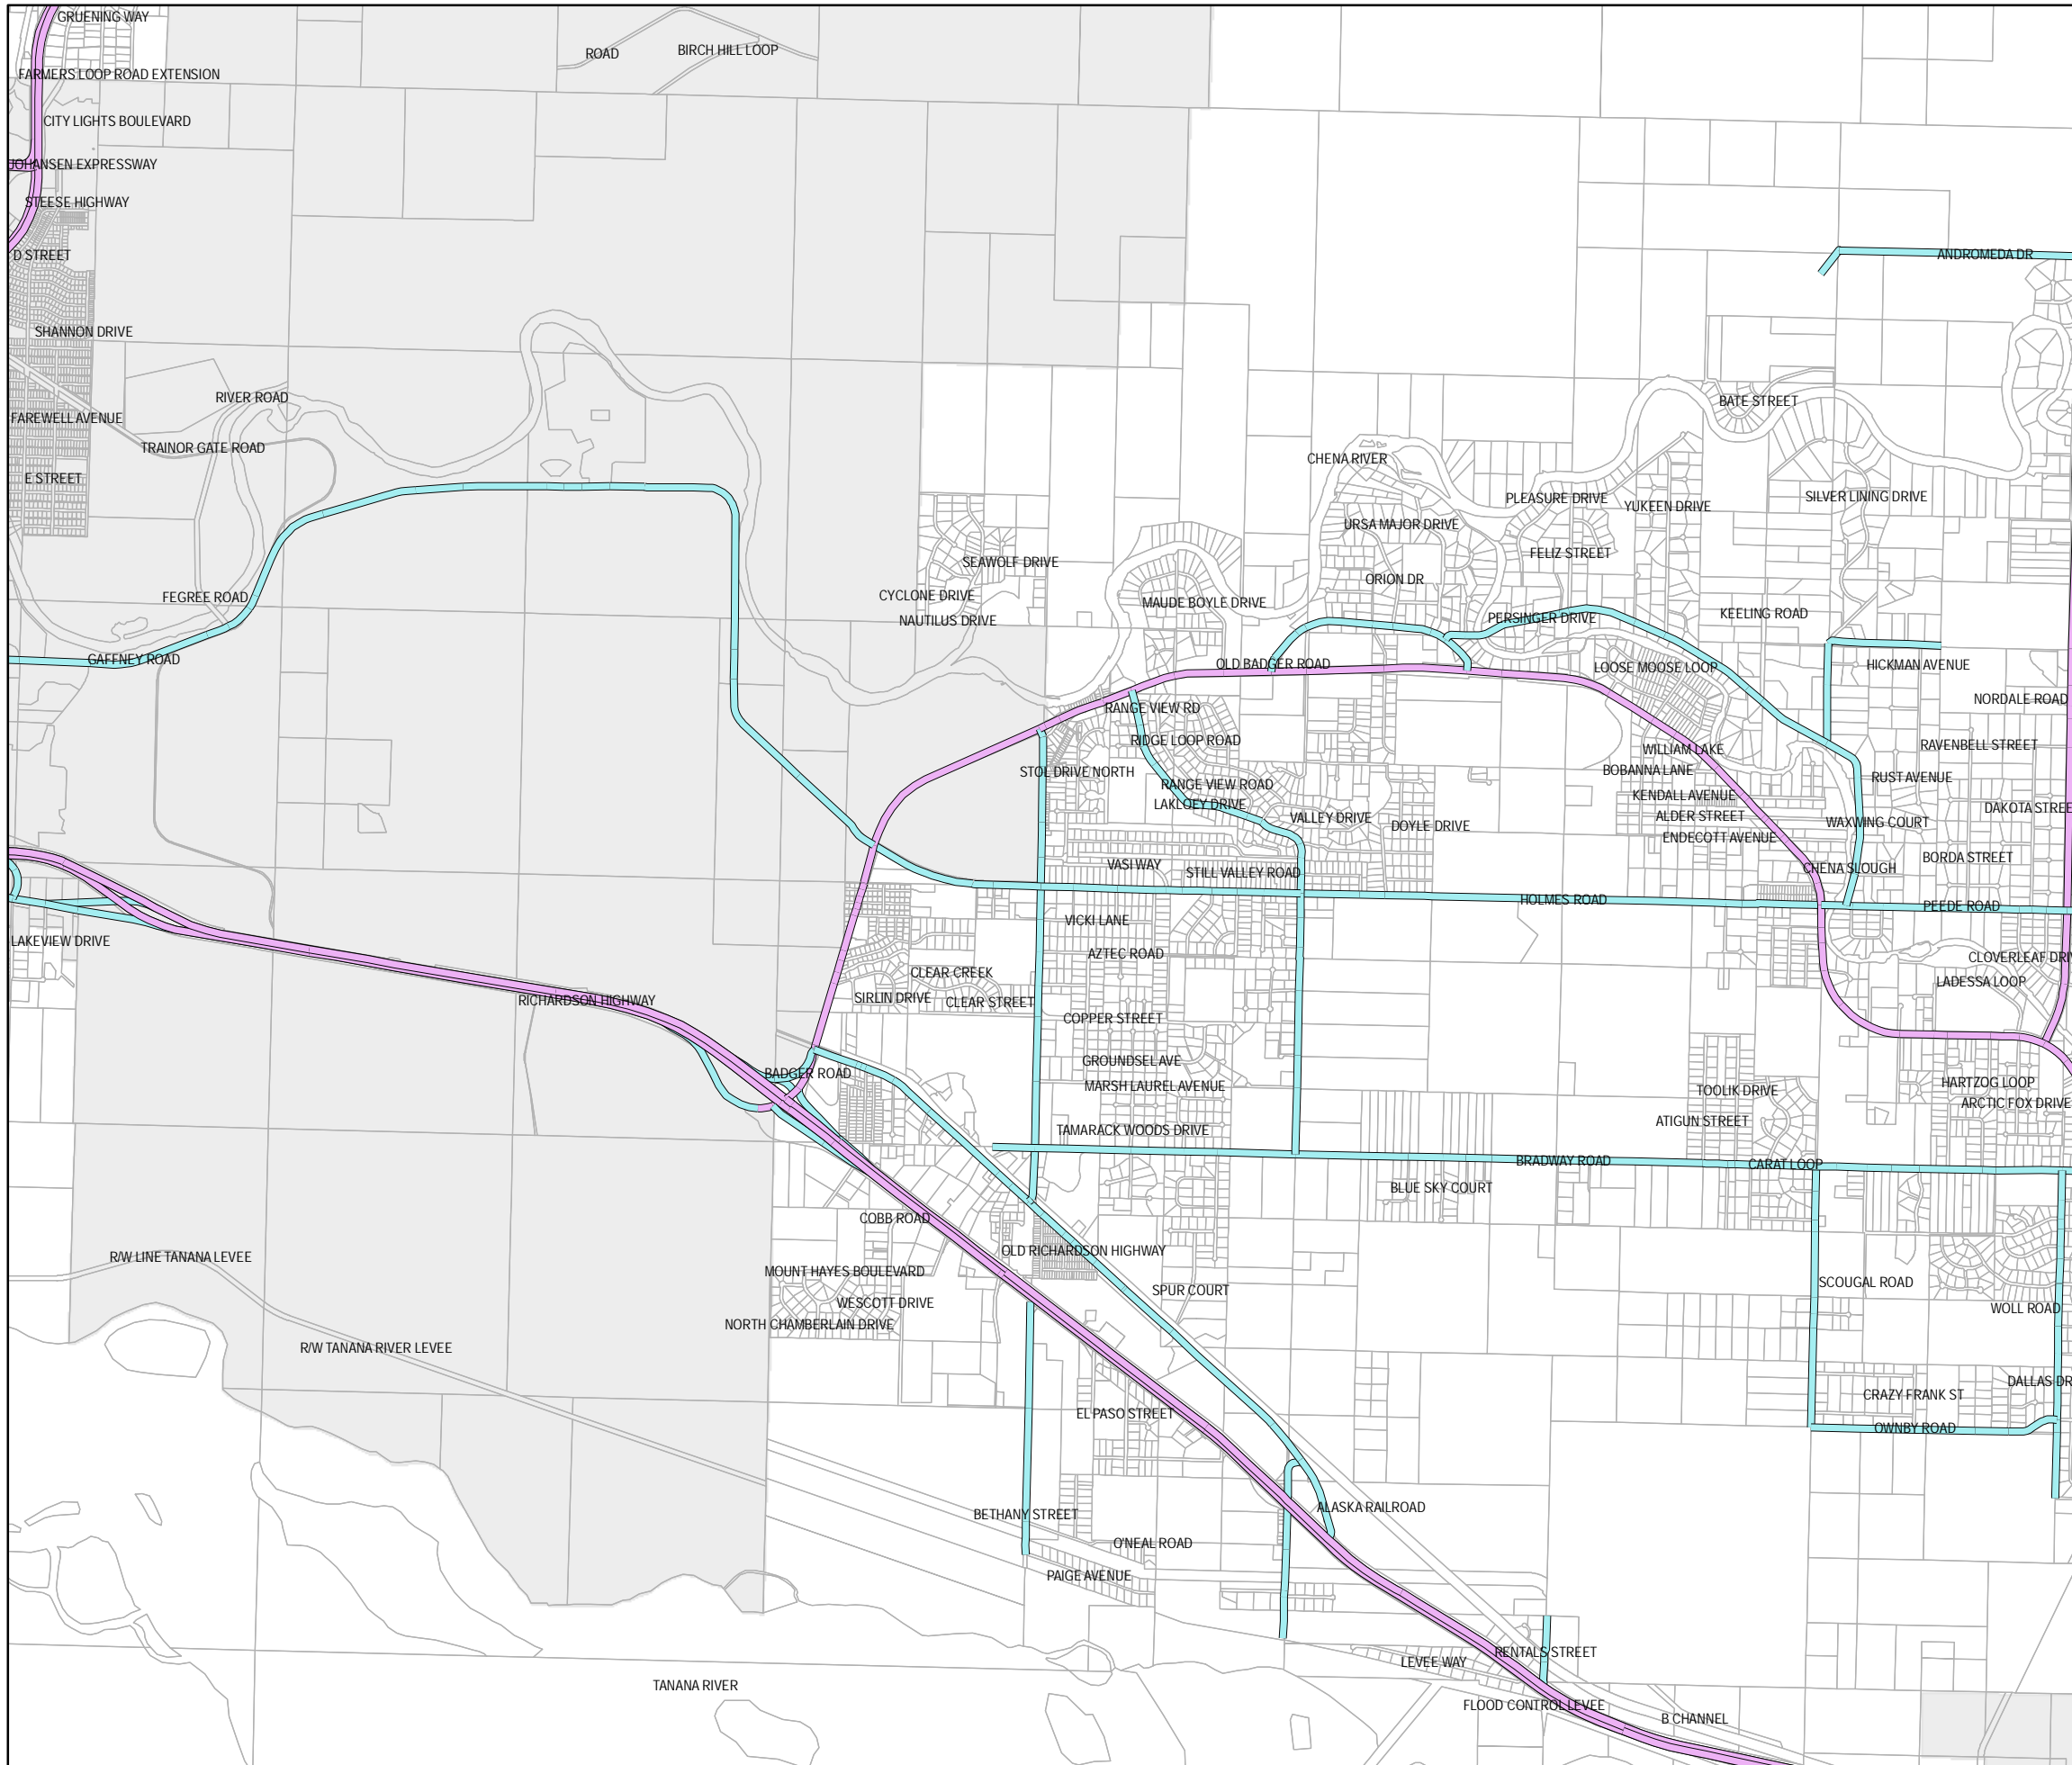 GRUENING WAY
ROAD
BIRCH HILL LOOP
FARMERS LOOP ROAD EXTENSION
CITY LIGHTS BOULEVARD
JOHANSEN EXPRESSWAY
STEESE HIGHWAY
D STREET
ANDROMEDA DR
SHANNON DRIVE
RIVER ROAD
BATE STREET
FAREWELL AVENUE
TRAINOR GATE ROAD
CHENA RIVER
E STREET
PLEASURE DRIVE
SILVER LINING DRIVE
YUKEEN DRIVE
URSA MAJOR DRIVE
FELIZ STREET
SEAWOLF DRIVE
ORION DR
CYCLONE DRIVE
FEGREE ROAD
MAUDE BOYLE DRIVE
KEELING ROAD
NAUTILUS DRIVE
PERSINGER DRIVE
GAFFNEY ROAD
OLD BADGER ROAD
HICKMAN AVENUE
LOOSE MOOSE LOOP
NORDALE ROAD
RANGE VIEW RD
RIDGE LOOP ROAD
RAVENBELL STREET
WILLIAM LAKE
STOL DRIVE NORTH
BOBANNA LANE
RUST AVENUE
RANGE VIEW ROAD
KENDALL AVENUE
LAKLOEY DRIVE
DAKOTA STREE
ALDER STREET
VALLEY DRIVE
WAXWING COURT
DOYLE DRIVE
ENDECOTT AVENUE
BORDA STREET
VASI WAY
CHENA SLOUGH
STILL VALLEY ROAD
HOLMES ROAD
PEEDE ROAD
VICKI LANE
LAKEVIEW DRIVE
AZTEC ROAD
CLOVERLEAF DRIV
CLEAR CREEK
LADESSA LOOP
SIRLIN DRIVE
RICHARDSON HIGHWAY
CLEAR STREET
COPPER STREET
GROUNDSEL AVE
BADGER ROAD
HARTZOG LOOP
MARSH LAUREL AVENUE
TOOLIK DRIVE
ARCTIC FOX DRIVE
ATIGUN STREET
TAMARACK WOODS DRIVE
BRADWAY ROAD
CARAT LOOP
BLUE SKY COURT
COBB ROAD
OLD RICHARDSON HIGHWAY
R/W LINE TANANA LEVEE
MOUNT HAYES BOULEVARD
SCOUGAL ROAD
SPUR COURT
WESCOTT DRIVE
WOLL ROAD
NORTH CHAMBERLAIN DRIVE
R/W TANANA RIVER LEVEE
DALLAS DR
CRAZY FRANK ST
EL PASO STREET
OWNBY ROAD
ALASKA RAILROAD
BETHANY STREET
O'NEAL ROAD
PAIGE AVENUE
RENTALS STREET
LEVEE WAY
TANANA RIVER
FLOOD CONTROL LEVEE
B CHANNEL